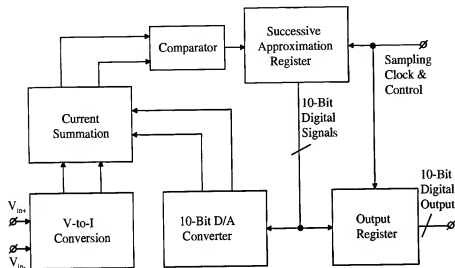 Successive
Approximation
Register
Comparator
Sampling
Clock &
Control
Current
Summation
10-Bit
Digital
Signals
10-Bit
Digital
Output
Vin+
V-to-I
Conversion
Vin-
10-Bit D/A
Converter
Output
Register